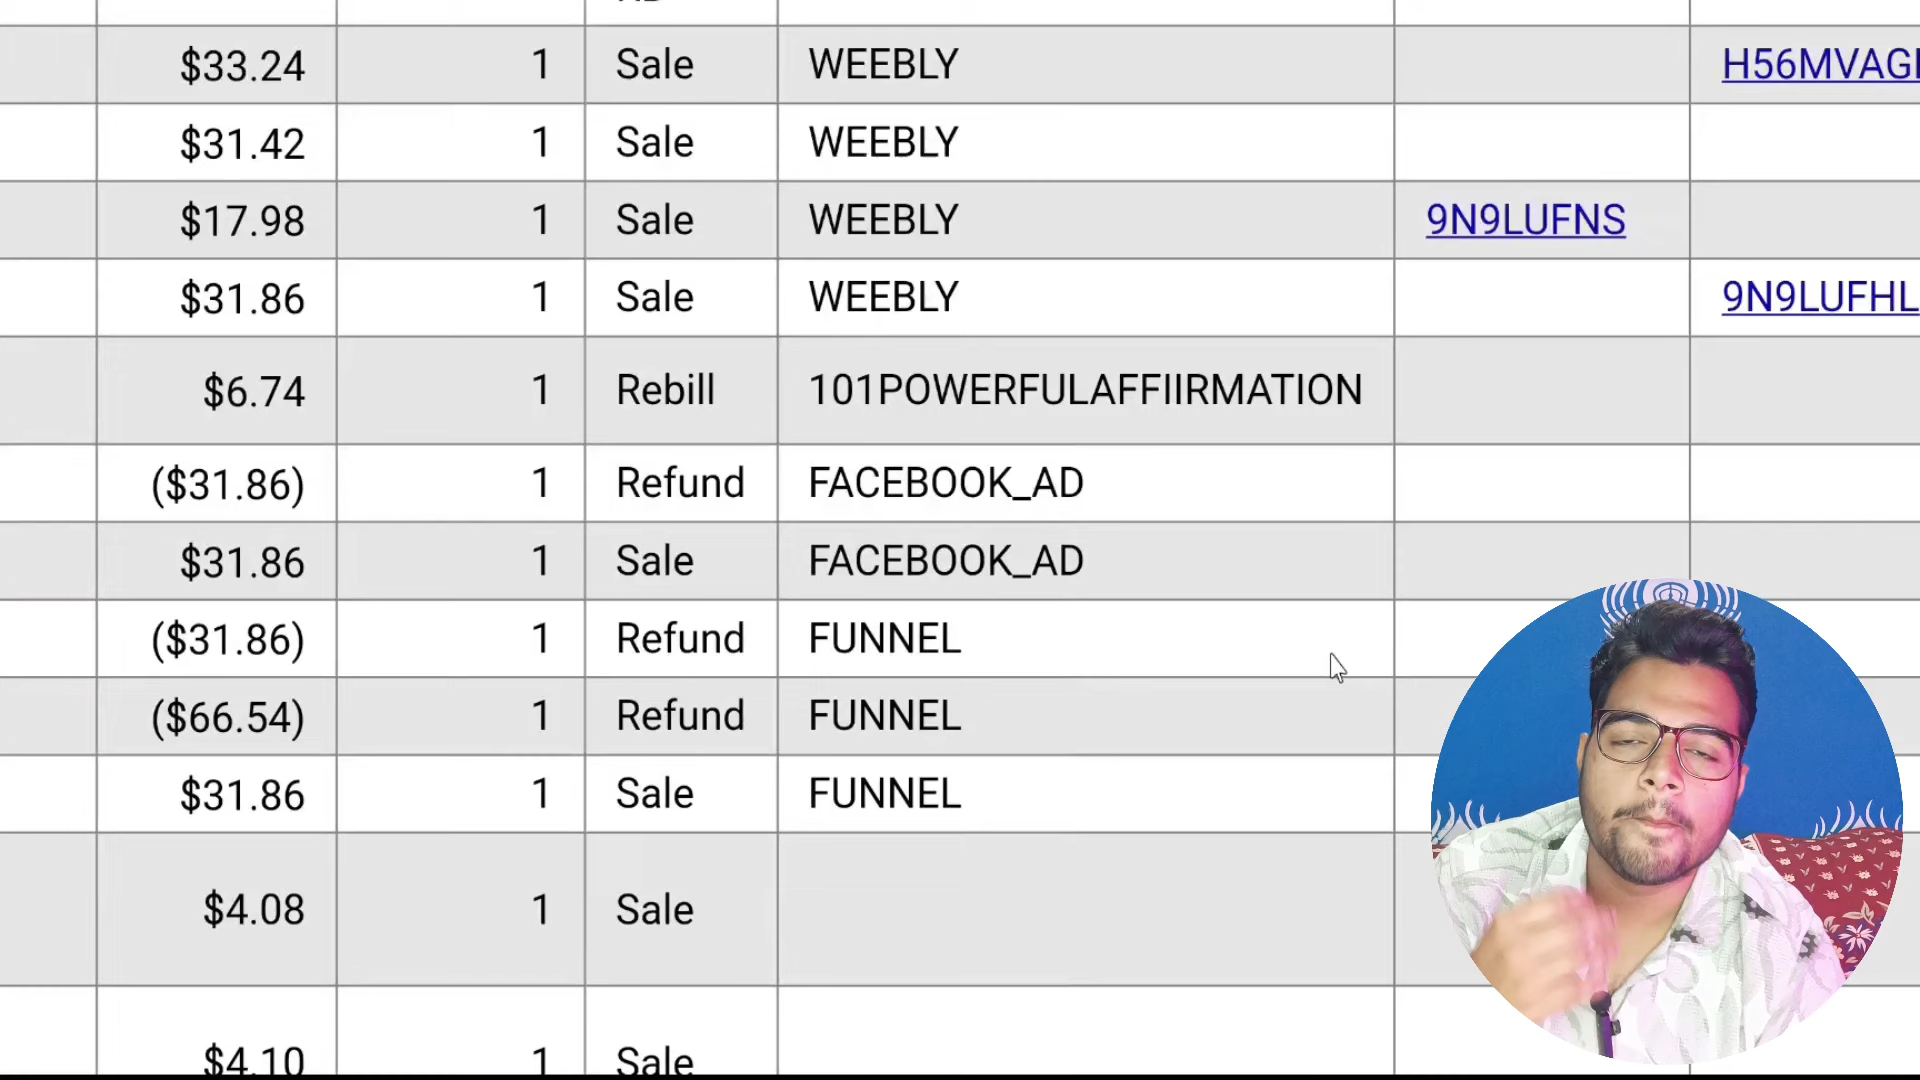 $33.24 1 Sale WEEBLY H56MVAG
$31.42 1 Sale WEEBLY
$17.98 1 Sale WEEBLY 9N9LUFNS
$31.86 1 Sale WEEBLY 9N9LUFHL
$6.74 1 Rebill 101POWERFULAFFIIRMATION
($31.86) 1 Refund FACEBOOK_AD
$31.86 1 Sale FACEBOOK_AD
($31.86) 1 Refund FUNNEL
($66.54) 1 Refund FUNNEL
$31.86 1 Sale FUNNEL
$4.08 1 Sale
$4.10 1 Sale